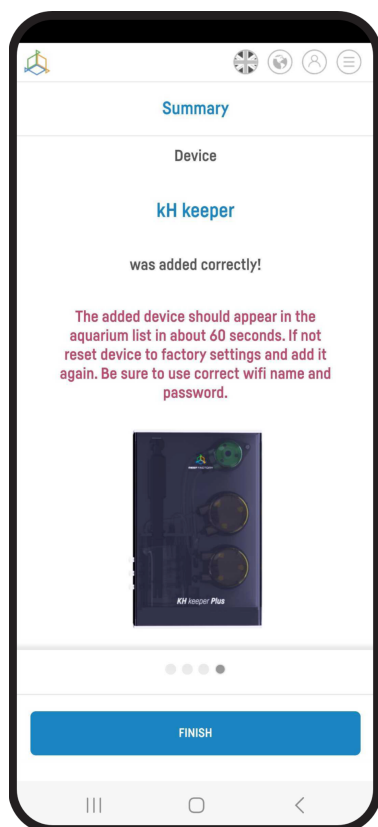 Summary
Device
kH keeper
was added correctly!
The added device should appear in the
aquarium list in about 60 seconds. If not
reset device to factory settings and add it
again. Be sure to use correct wifi name and
password.
KH keeper Plus
FINISH